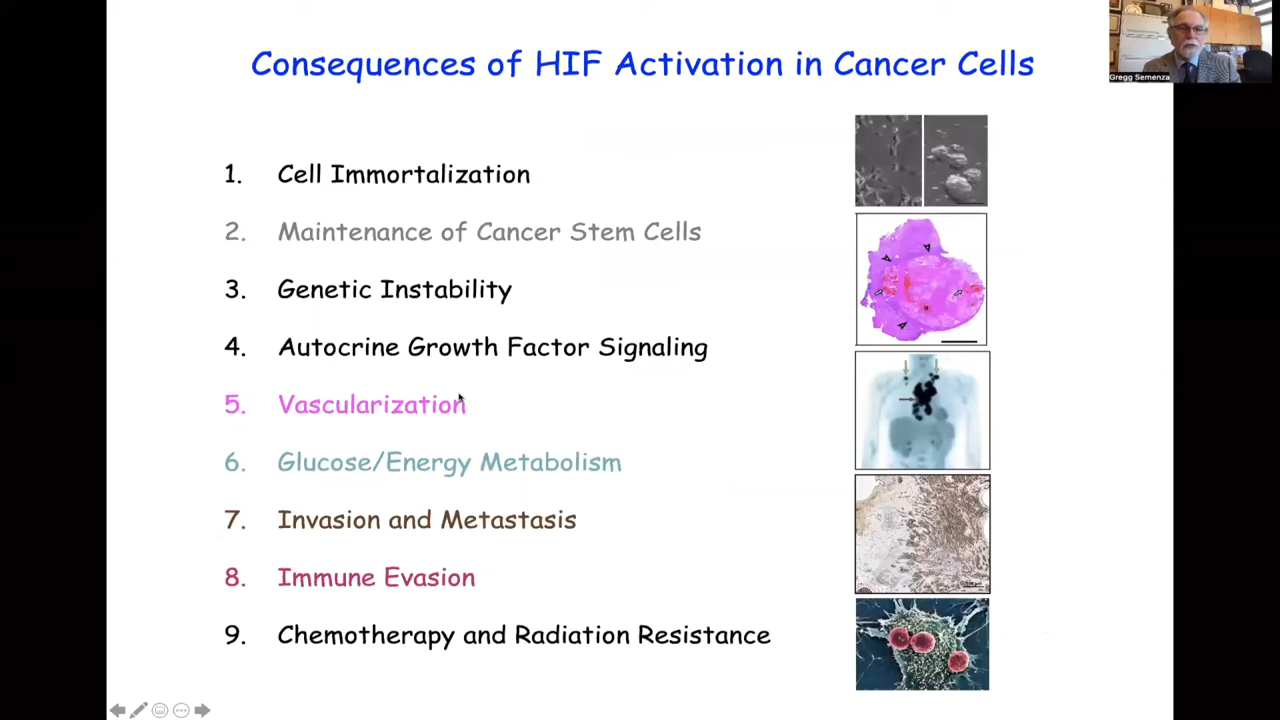 Consequences of HIF Activation in Cancer Cells
Gregg Semenza
1. Cell Immortalization
2. Maintenance of Cancer Stem Cells
3. Genetic Instability
4. Autocrine Growth Factor Signaling
5. Vascularization
6. Glucose/Energy Metabolism
7. Invasion and Metastasis
8. Immune Evasion
9. Chemotherapy and Radiation Resistance